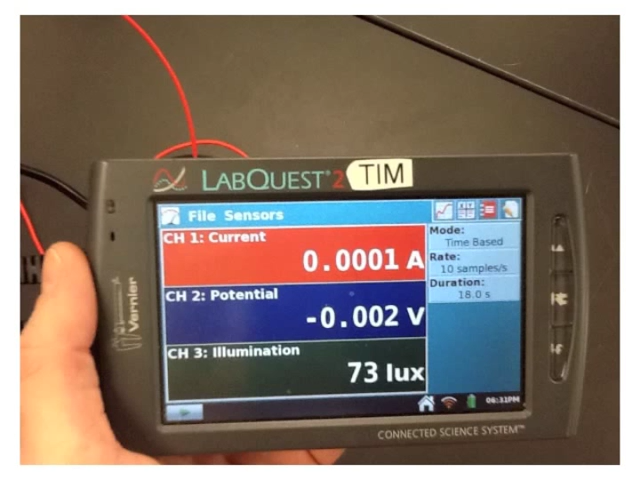 LABQUEST®2 TIM
File Sensors
CH 1: Current
0.0001 A
CH 2: Potential
-0.002 V
CH 3: Illumination
73 lux
Mode:
Time Based
Rate:
10 samples/s
Duration:
18.0 s
06:31PM
Vernier
CONNECTED SCIENCE SYSTEM™